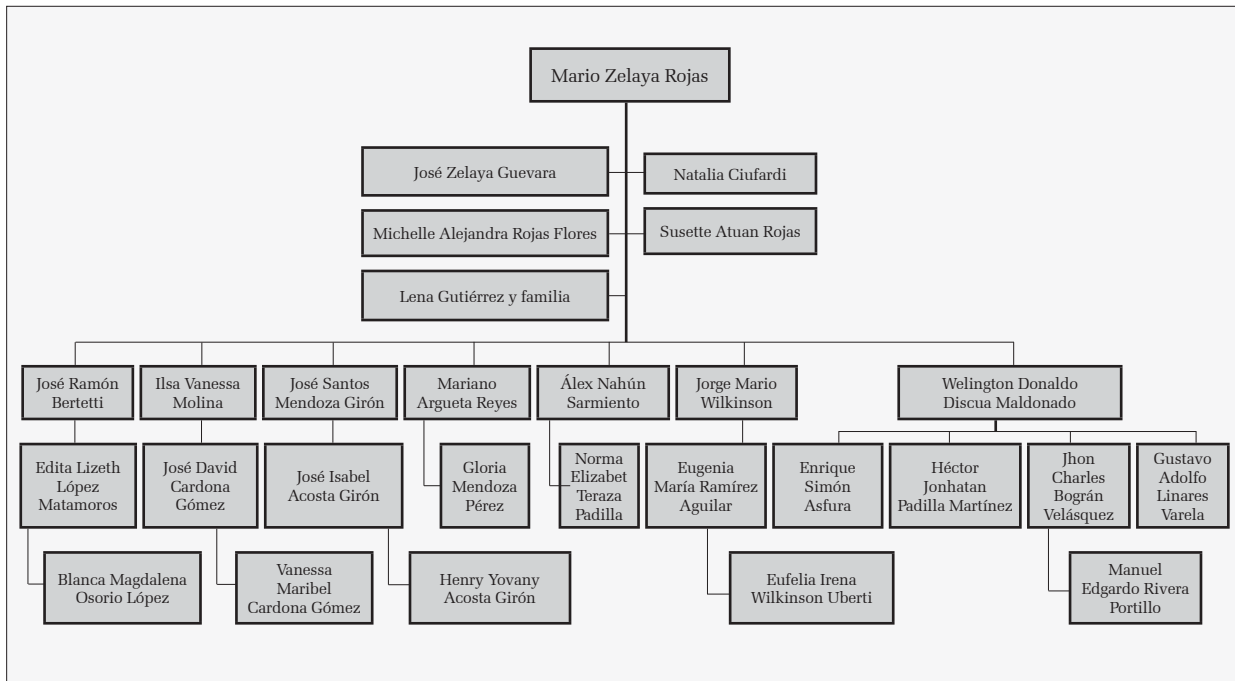 Mario Zelaya Rojas
José Zelaya Guevara
Natalia Ciufardi
Michelle Alejandra Rojas Flores
Susette Atuan Rojas
Lena Gutiérrez y familia
José Ramón
Bertetti
Ilsa Vanessa
Molina
José Santos
Mendoza Girón
Mariano
Argueta Reyes
Álex Nahún
Sarmiento
Jorge Mario
Wilkinson
Welington Donaldo
Discua Maldonado
Edita Lizeth
López
Matamoros
José David
Cardona
Gómez
José Isabel
Acosta Girón
Gloria
Mendoza
Pérez
Norma
Elizabet
Teraza
Padilla
Eugenia
María Ramírez
Aguilar
Enrique
Simón
Asfura
Héctor
Jonhatan
Padilla Martínez
Jhon
Charles
Bográn
Velásquez
Gustavo
Adolfo
Linares
Varela
Blanca Magdalena
Osorio López
Vanessa
Maribel
Cardona Gómez
Henry Yovany
Acosta Girón
Eufelia Irena
Wilkinson Uberti
Manuel
Edgardo Rivera
Portillo